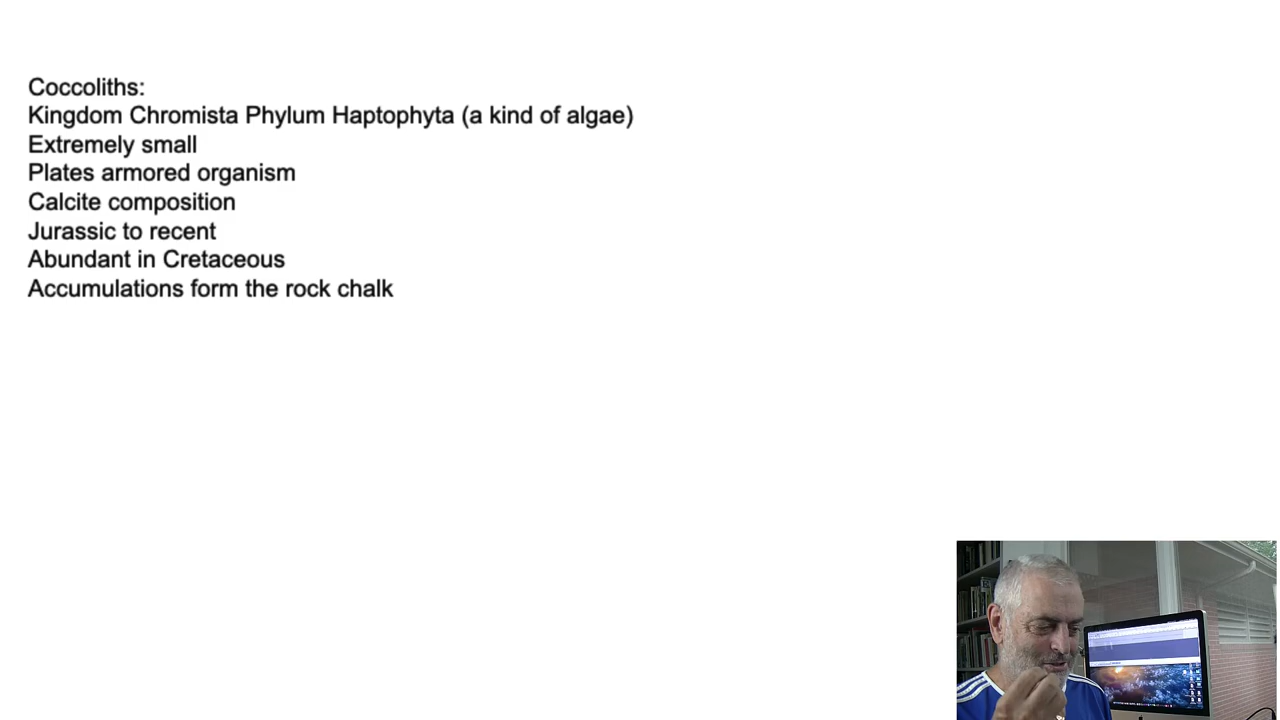 Coccoliths:
Kingdom Chromista Phylum Haptophyta (a kind of algae)
Extremely small
Plates armored organism
Calcite composition
Jurassic to recent
Abundant in Cretaceous
Accumulations form the rock chalk